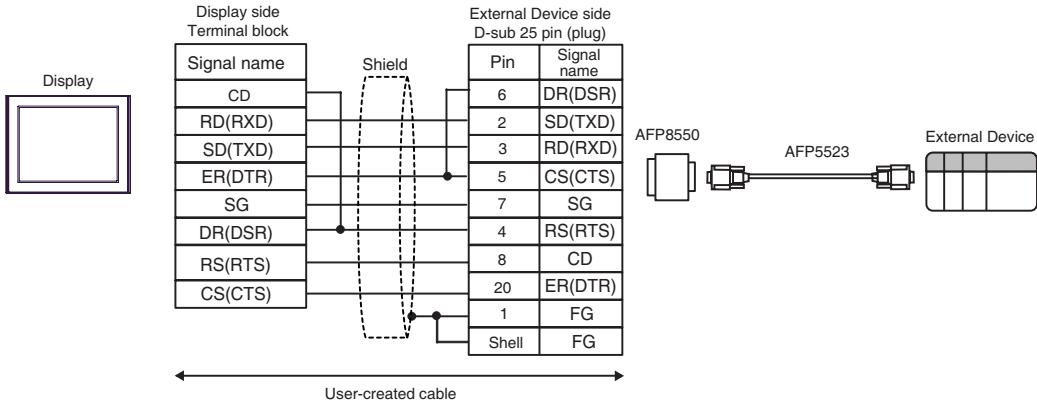 Display
Display side
Terminal block
Signal name
CD
RD(RXD)
SD(TXD)
ER(DTR)
SG
DR(DSR)
RS(RTS)
CS(CTS)
Shield
External Device side
D-sub 25 pin (plug)
Pin Signal name
6 DR(DSR)
2 SD(TXD)
3 RD(RXD)
5 CS(CTS)
7 SG
4 RS(RTS)
8 CD
20 ER(DTR)
1 FG
Shell FG
User-created cable
AFP8550
AFP5523
External Device